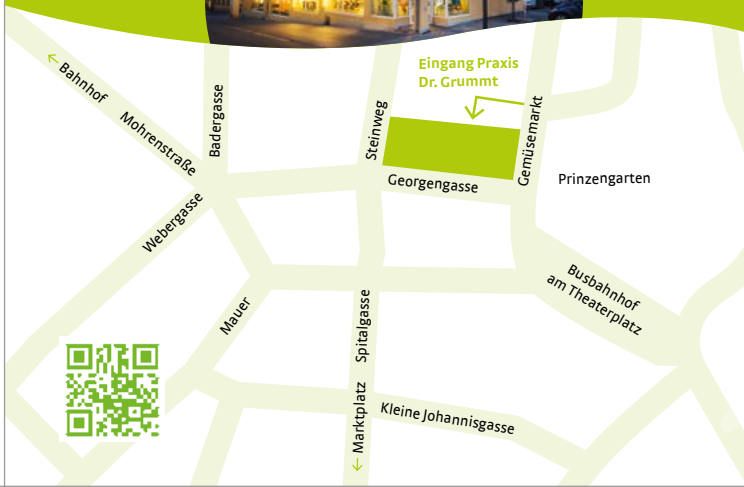 Eingang Praxis
Dr. Grummt
← Bahnhof
Mohrenstraße
Badergasse
Steinweg
Gemüsemarkt
Georgengasse
Prinzengarten
Webergasse
Busbahnhof
am Theaterplatz
Mauer
Spitalgasse
← Marktplatz
Kleine Johannisgasse